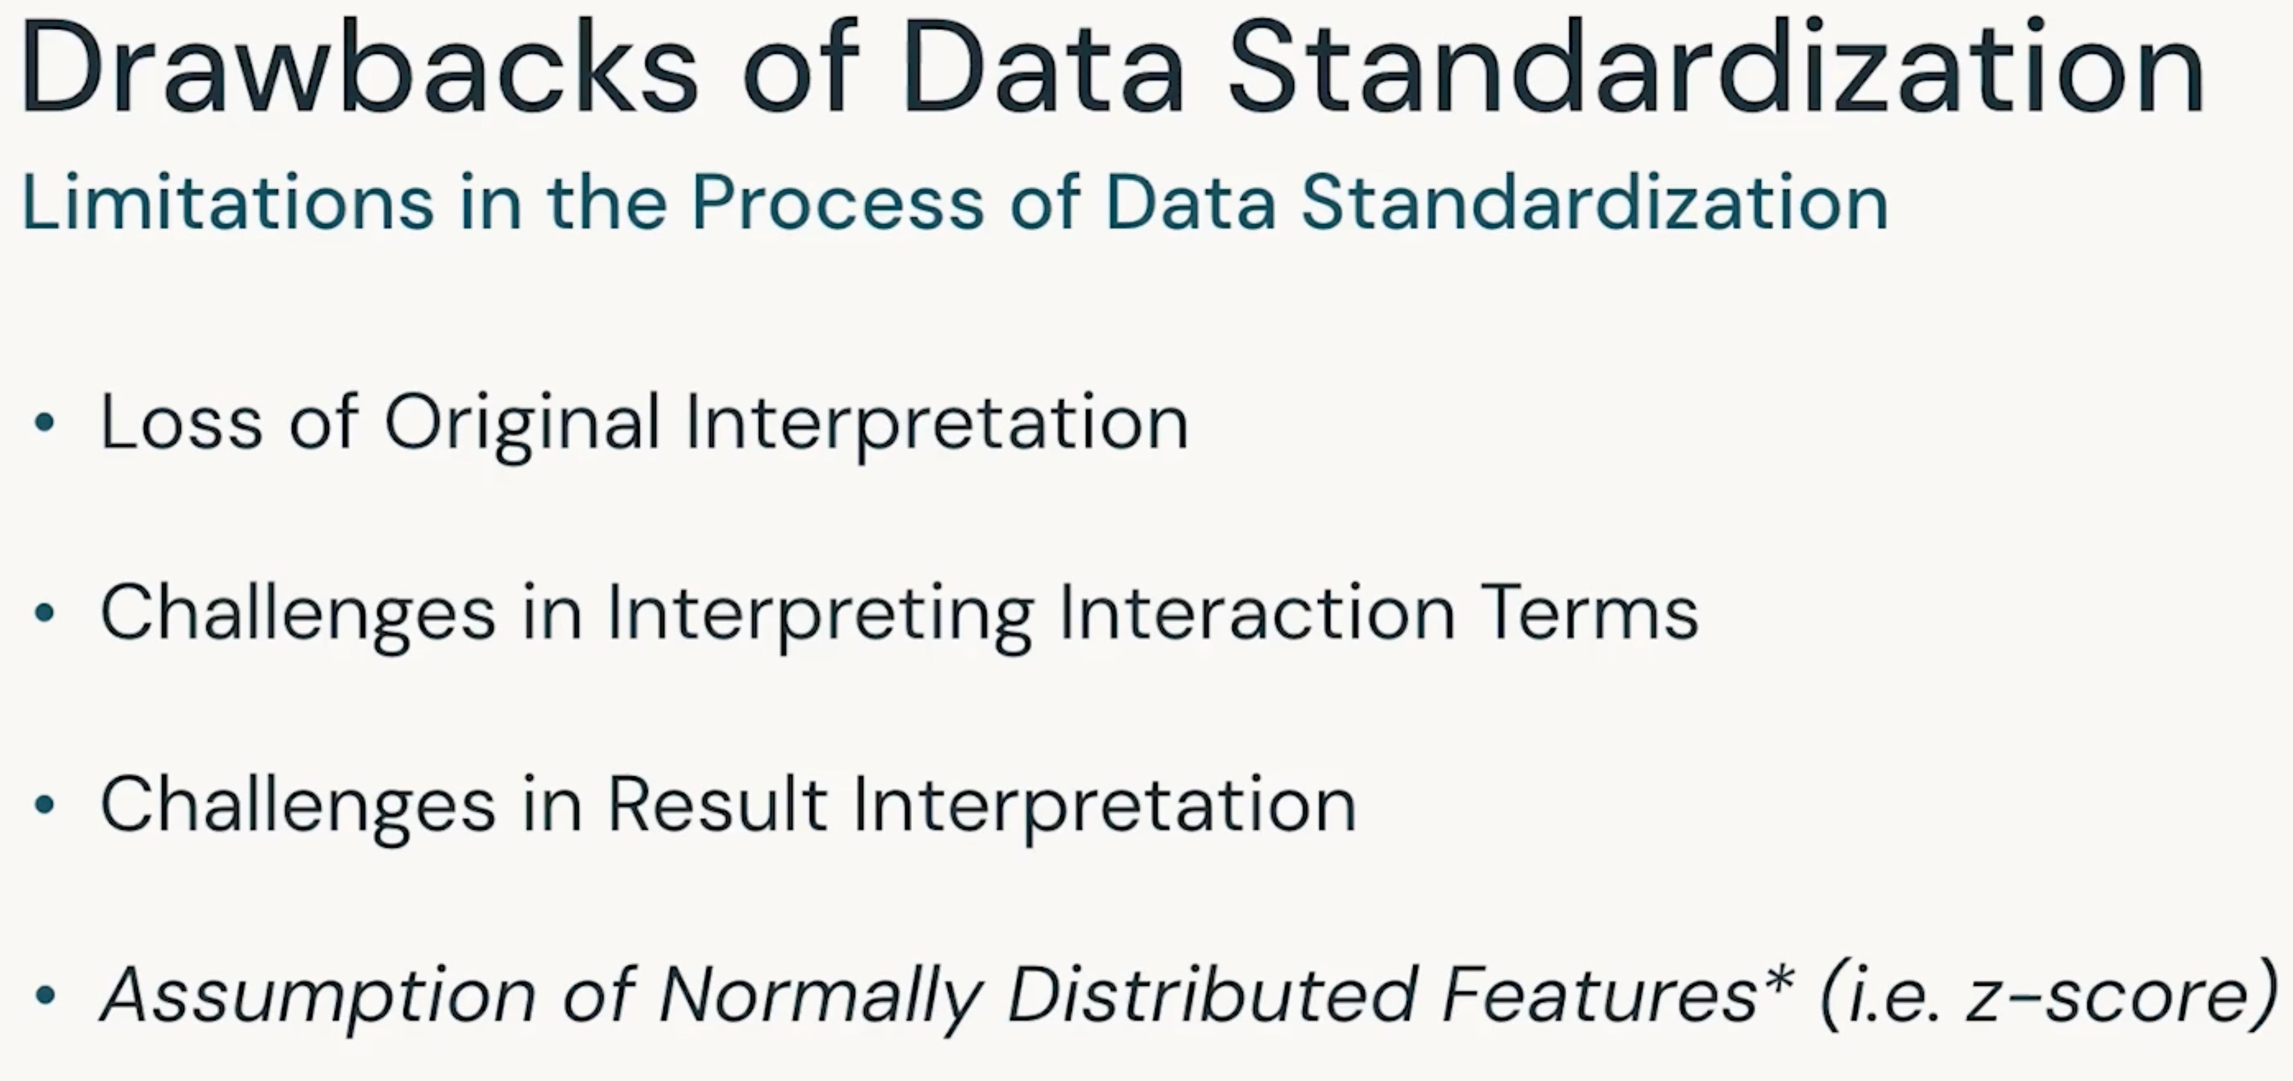 Drawbacks of Data Standardization
Limitations in the Process of Data Standardization
• Loss of Original Interpretation
• Challenges in Interpreting Interaction Terms
• Challenges in Result Interpretation
• Assumption of Normally Distributed Features* (i.e. z-score)